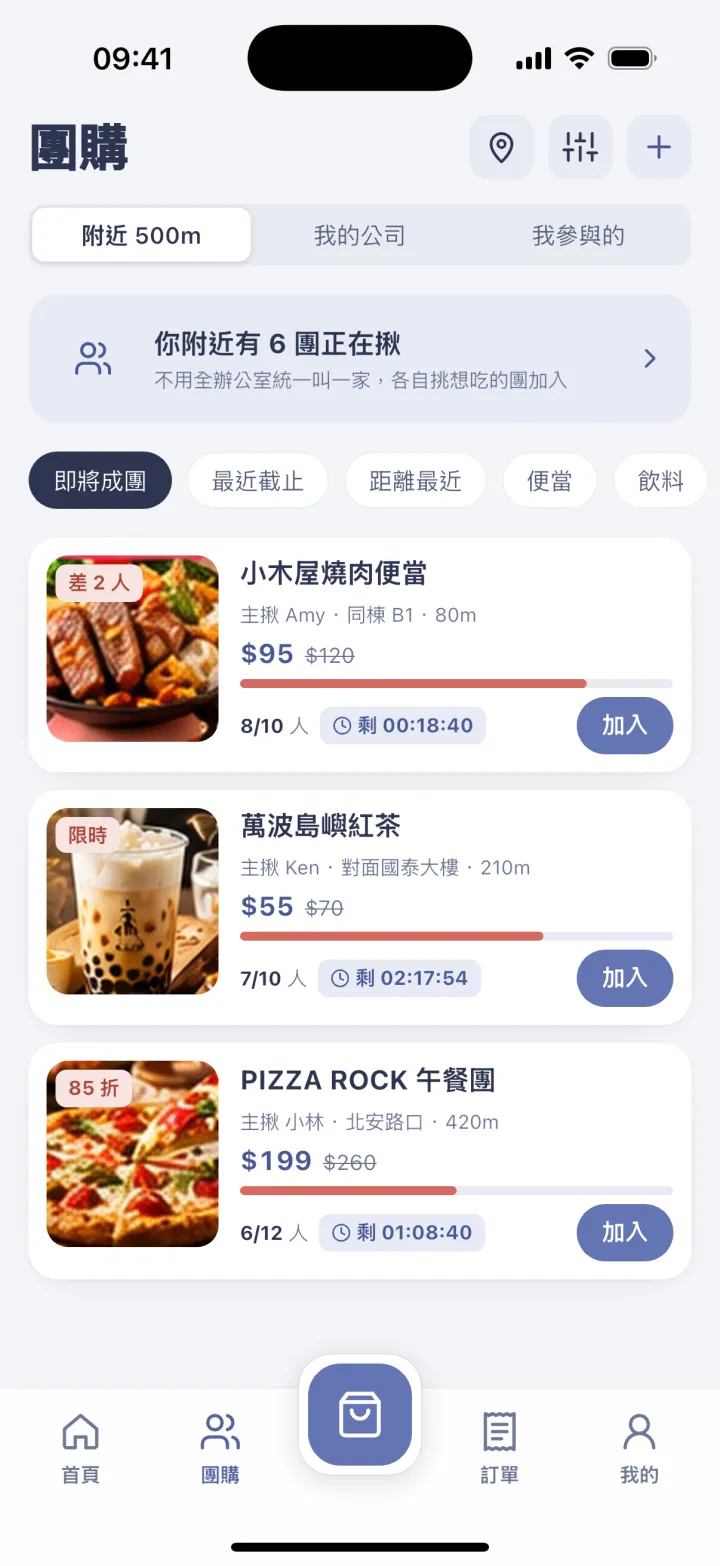 09:41
團購
附近 500m
我的公司
我參與的
你附近有 6 團正在揪
不用全辦公室統一叫一家，各自挑想吃的團加入
即將成團
最近截止
距離最近
便當
飲料
差 2 人
小木屋燒肉便當
主揪 Amy · 同棟 B1 · 80m
$95 $120
8/10 人
剩 00:18:40
加入
限時
萬波島嶼紅茶
主揪 Ken · 對面國泰大樓 · 210m
$55 $70
7/10 人
剩 02:17:54
加入
85 折
PIZZA ROCK 午餐團
主揪 小林 · 北安路口 · 420m
$199 $260
6/12 人
剩 01:08:40
加入
首頁
團購
訂單
我的